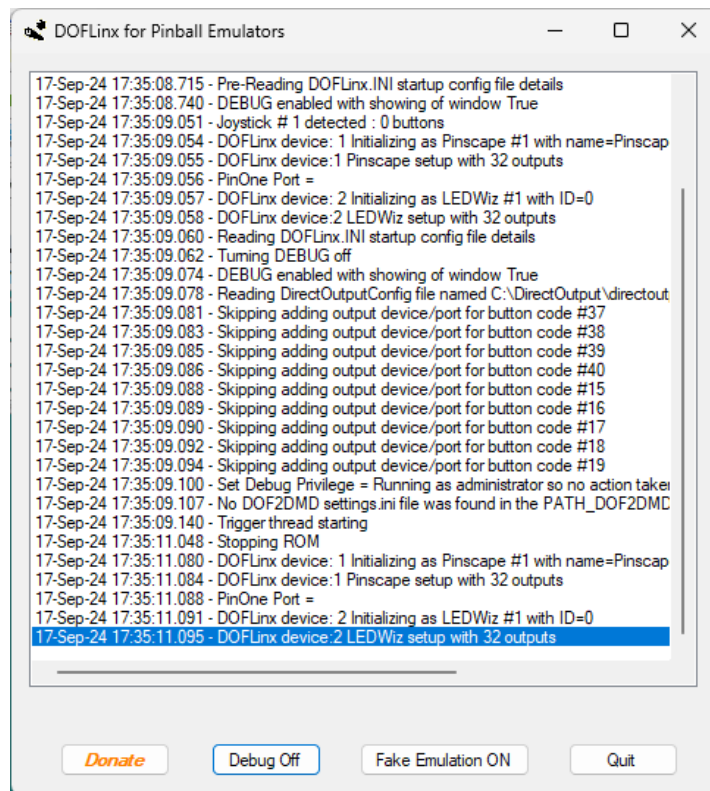 DOFLinx for Pinball Emulators
17-Sep-24 17:35:08.715 - Pre-Reading DOFLinx.INI startup config file details
17-Sep-24 17:35:08.740 - DEBUG enabled with showing of window True
17-Sep-24 17:35:09.051 - Joystick # 1 detected : 0 buttons
17-Sep-24 17:35:09.054 - DOFLinx device: 1 Initializing as Pinscape #1 with name=Pinscap
17-Sep-24 17:35:09.055 - DOFLinx device:1 Pinscape setup with 32 outputs
17-Sep-24 17:35:09.056 - PinOne Port =
17-Sep-24 17:35:09.057 - DOFLinx device: 2 Initializing as LEDWiz #1 with ID=0
17-Sep-24 17:35:09.058 - DOFLinx device:2 LEDWiz setup with 32 outputs
17-Sep-24 17:35:09.060 - Reading DOFLinx.INI startup config file details
17-Sep-24 17:35:09.062 - Turning DEBUG off
17-Sep-24 17:35:09.074 - DEBUG enabled with showing of window True
17-Sep-24 17:35:09.078 - Reading DirectOutputConfig file named C:\DirectOutput\directout
17-Sep-24 17:35:09.081 - Skipping adding output device/port for button code #37
17-Sep-24 17:35:09.083 - Skipping adding output device/port for button code #38
17-Sep-24 17:35:09.085 - Skipping adding output device/port for button code #39
17-Sep-24 17:35:09.086 - Skipping adding output device/port for button code #40
17-Sep-24 17:35:09.088 - Skipping adding output device/port for button code #15
17-Sep-24 17:35:09.089 - Skipping adding output device/port for button code #16
17-Sep-24 17:35:09.090 - Skipping adding output device/port for button code #17
17-Sep-24 17:35:09.092 - Skipping adding output device/port for button code #18
17-Sep-24 17:35:09.094 - Skipping adding output device/port for button code #19
17-Sep-24 17:35:09.100 - Set Debug Privilege = Running as administrator so no action taken
17-Sep-24 17:35:09.107 - No DOF2DMD settings.ini file was found in the PATH_DOF2DMD
17-Sep-24 17:35:09.140 - Trigger thread starting
17-Sep-24 17:35:11.048 - Stopping ROM
17-Sep-24 17:35:11.080 - DOFLinx device: 1 Initializing as Pinscape #1 with name=Pinscap
17-Sep-24 17:35:11.084 - DOFLinx device:1 Pinscape setup with 32 outputs
17-Sep-24 17:35:11.088 - PinOne Port =
17-Sep-24 17:35:11.091 - DOFLinx device: 2 Initializing as LEDWiz #1 with ID=0
17-Sep-24 17:35:11.095 - DOFLinx device:2 LEDWiz setup with 32 outputs
Donate
Debug Off
Fake Emulation ON
Quit